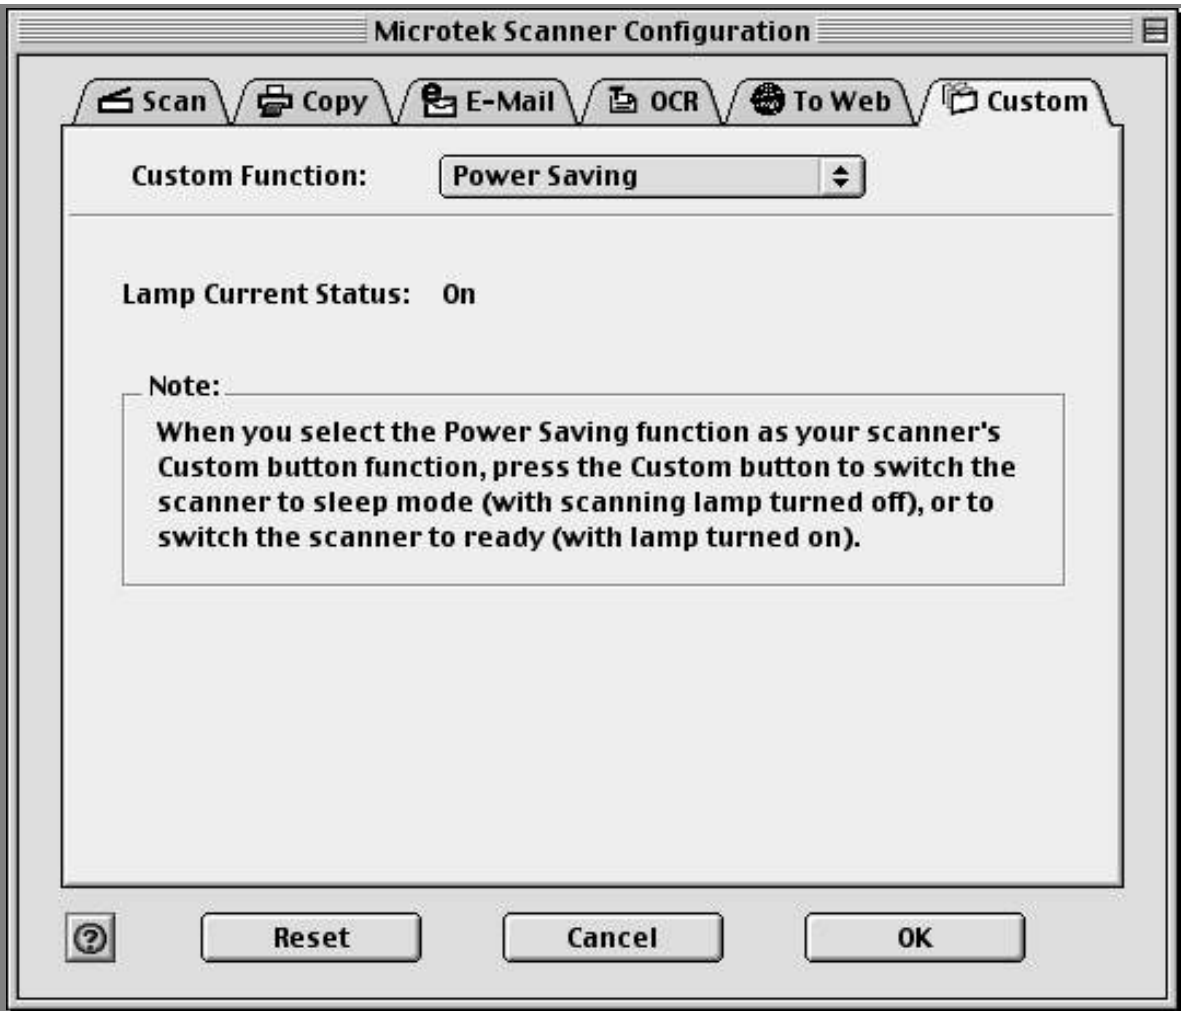 Microtek Scanner Configuration
Scan Copy E-Mail OCR To Web Custom
Custom Function: Power Saving
Lamp Current Status: On
Note:
When you select the Power Saving function as your scanner's
Custom button function, press the Custom button to switch the
scanner to sleep mode (with scanning lamp turned off), or to
switch the scanner to ready (with lamp turned on).
? Reset Cancel OK